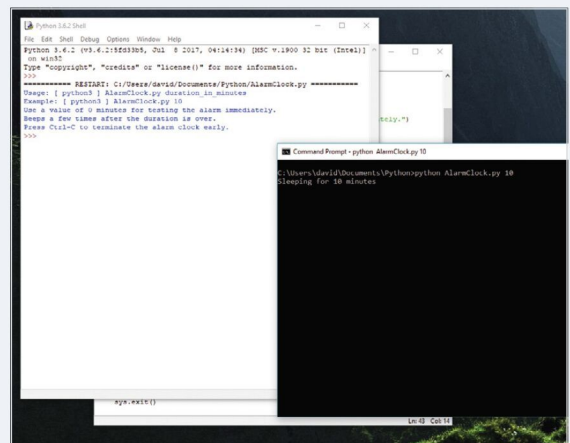 Python 3.6.2 Shell
File Edit Shell Debug Options Window Help
Python 3.6.2 (v3.6.2:5fd33b5, Jul 8 2017, 04:14:34) [MSC v.1900 32 bit (Intel)]
on win32
Type "copyright", "credits" or "license()" for more information.
>>>
=========== RESTART: C:/Users/david/Documents/Python/AlarmClock.py ===========
Usage: [ python3 ] AlarmClock.py duration_in_minutes
Example: [ python3 ] AlarmClock.py 10
Use a value of 0 minutes for testing the alarm immediately.
Beeps a few times after the duration is over.
Press Ctrl-C to terminate the alarm clock early.
>>>
tely.")
Command Prompt - python AlarmClock.py 10
C:\Users\david\Documents\Python>python AlarmClock.py 10
Sleeping for 10 minutes
sys.exit()
Ln: 43 Col: 14